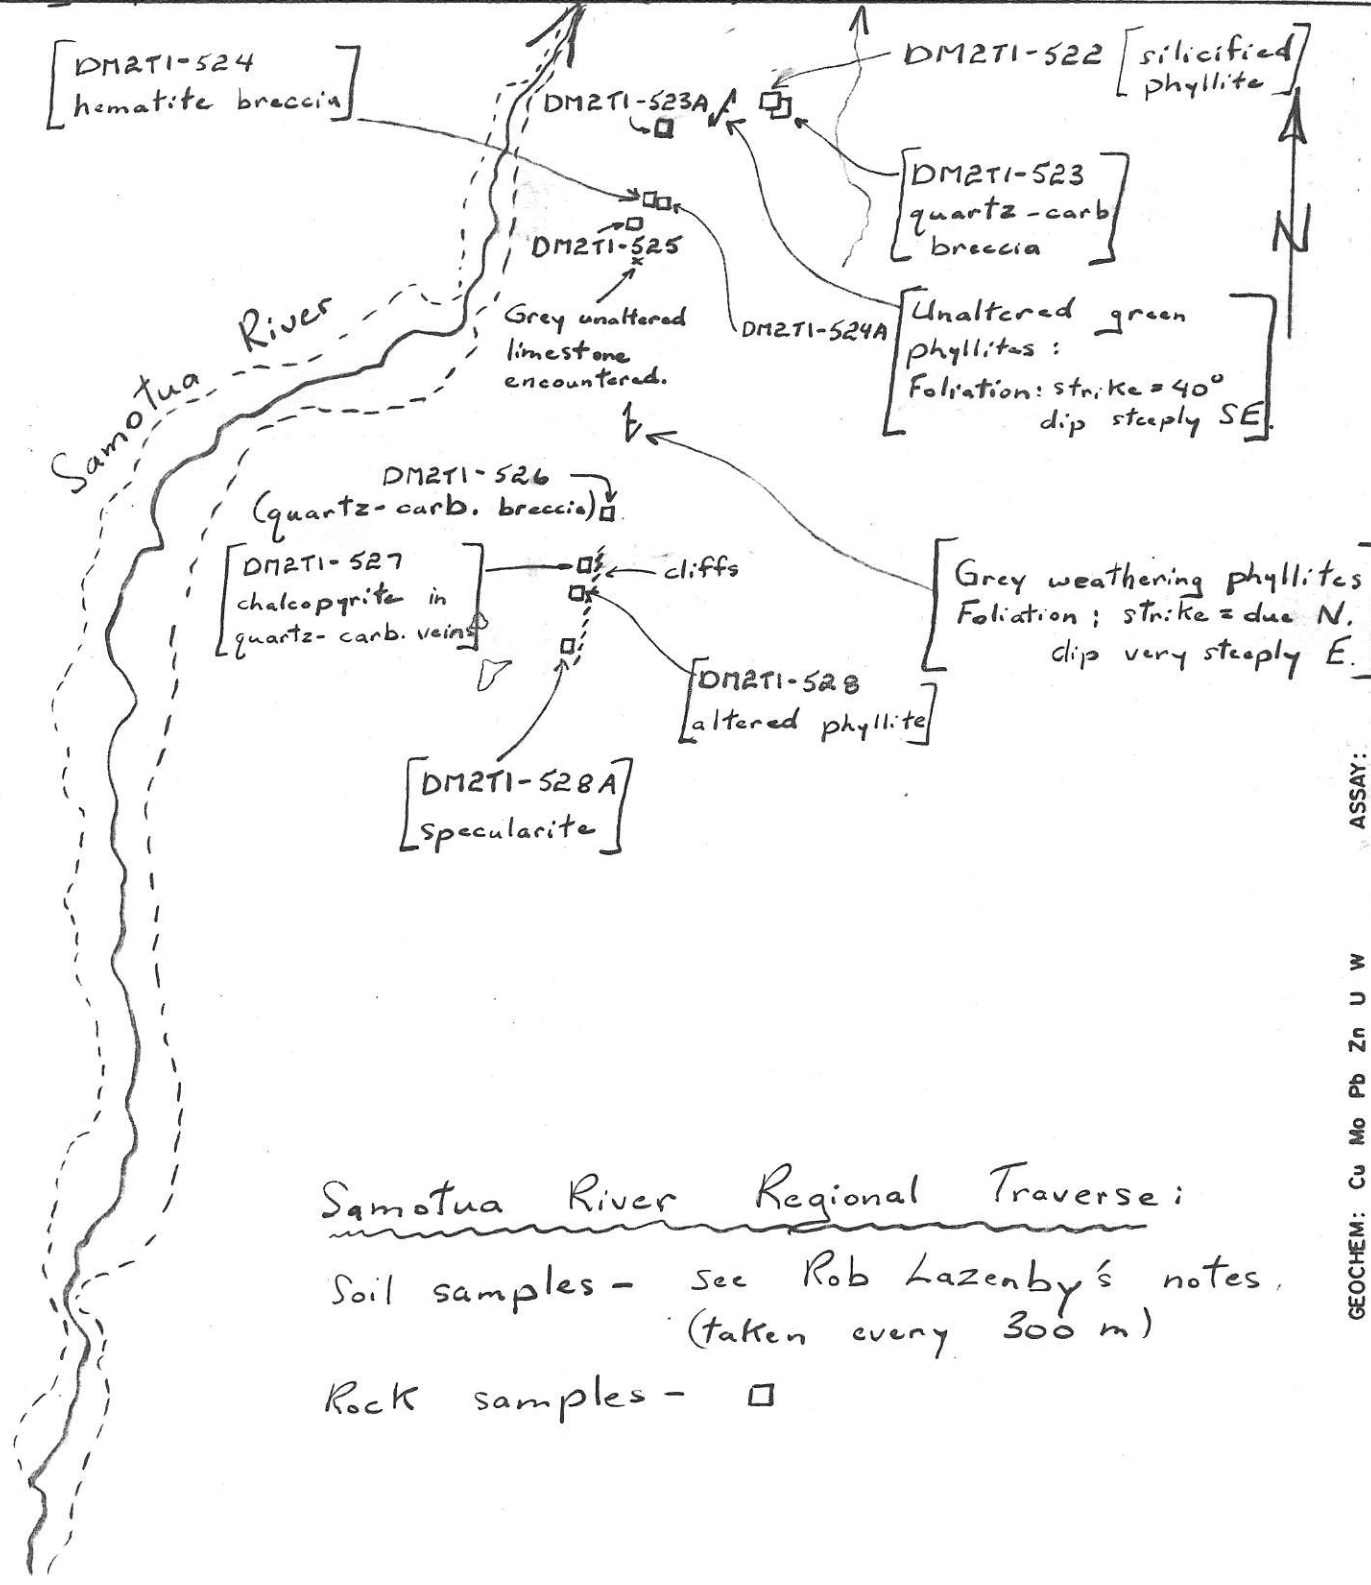 DM2T1-524
hematite breccia
DM2T1-523A
DM2T1-522 [silicified
phyllite]
DM2T1-523
quartz-carb
breccia
N
DM2T1-525
Grey unaltered
limestone
encountered.
DM2T1-524A
Unaltered green
phyllites:
Foliation: strike = 40°
dip steeply SE.
Samotua River
DM2T1-526
(quartz-carb. breccia)
DM2T1-527
chalcopyrite in
quartz-carb. veins
cliffs
Grey weathering phyllites
Foliation; strike = due N.
dip very steeply E.
DM2T1-528
altered phyllite
DM2T1-528A
specularite
ASSAY:
GEOCHEM: Cu Mo Pb Zn U W
Samotua River Regional Traverse:
Soil samples - see Rob Lazenby's notes.
(taken every 300 m)
Rock samples - □